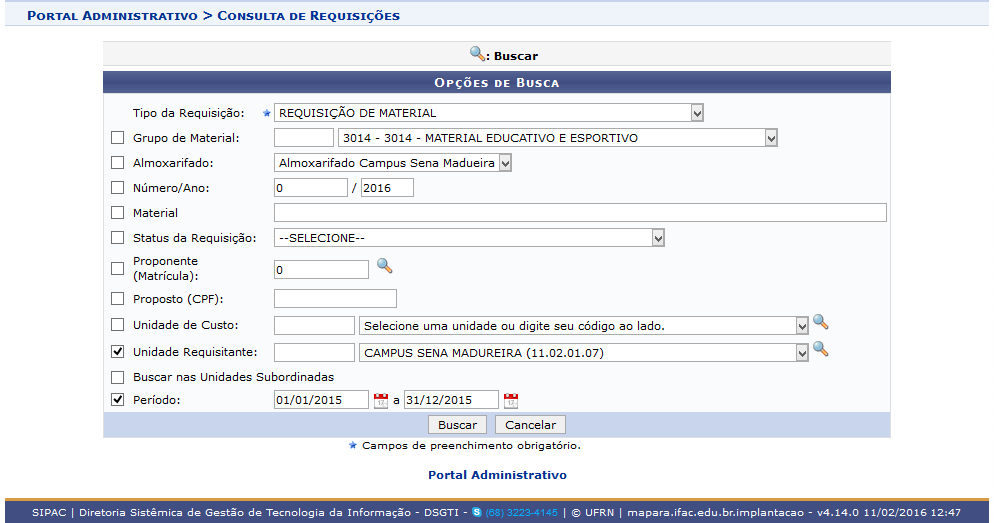 PORTAL ADMINISTRATIVO > CONSULTA DE REQUISIÇÕES
: Buscar
OPÇÕES DE BUSCA
Tipo da Requisição: REQUISIÇÃO DE MATERIAL
Grupo de Material: 3014 - 3014 - MATERIAL EDUCATIVO E ESPORTIVO
Almoxarifado: Almoxarifado Campus Sena Madueira
Número/Ano: 0 / 2016
Material
Status da Requisição: --SELECIONE--
Proponente
(Matrícula): 0
Proposto (CPF):
Unidade de Custo: Selecione uma unidade ou digite seu código ao lado.
Unidade Requisitante: CAMPUS SENA MADUREIRA (11.02.01.07)
Buscar nas Unidades Subordinadas
Período: 01/01/2015 a 31/12/2015
Buscar Cancelar
Campos de preenchimento obrigatório.
Portal Administrativo
SIPAC | Diretoria Sistêmica de Gestão de Tecnologia da Informação - DSGTI - (68) 3223-4145 | © UFRN | mapara.ifac.edu.br.implantacao - v4.14.0 11/02/2016 12:47